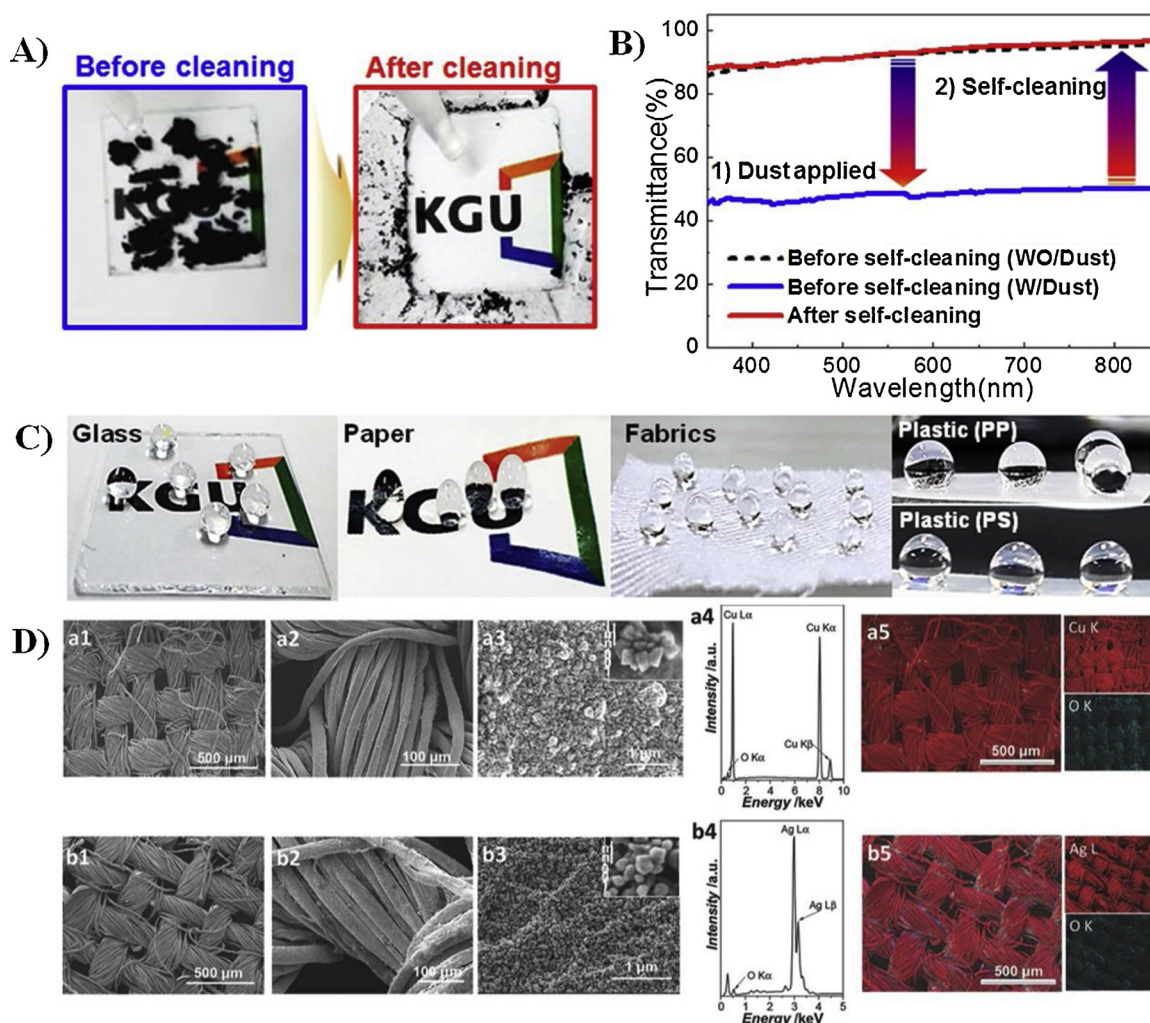 A)
Before cleaning
After cleaning
KGU
KGU
B)
Transmittance(%)
100
80
60
40
20
0
1) Dust applied
2) Self-cleaning
Before self-cleaning (WO/Dust)
Before self-cleaning (W/Dust)
After self-cleaning
400
500
600
700
800
Wavelength(nm)
C)
Glass
KGU
Paper
KGU
Fabrics
Plastic (PP)
Plastic (PS)
D)
a1
500 µm
a2
100 µm
a3
1 µm
a4
Intensity /a.u.
Cu Lα
Cu Kα
Cu Kβ
O Kα
0 2 4 6 8 10
Energy /keV
a5
500 µm
Cu K
O K
b1
500 µm
b2
100 µm
b3
1 µm
b4
Intensity /a.u.
Ag Lα
Ag Lβ
O Kα
0 1 2 3 4 5
Energy /keV
b5
500 µm
Ag L
O K